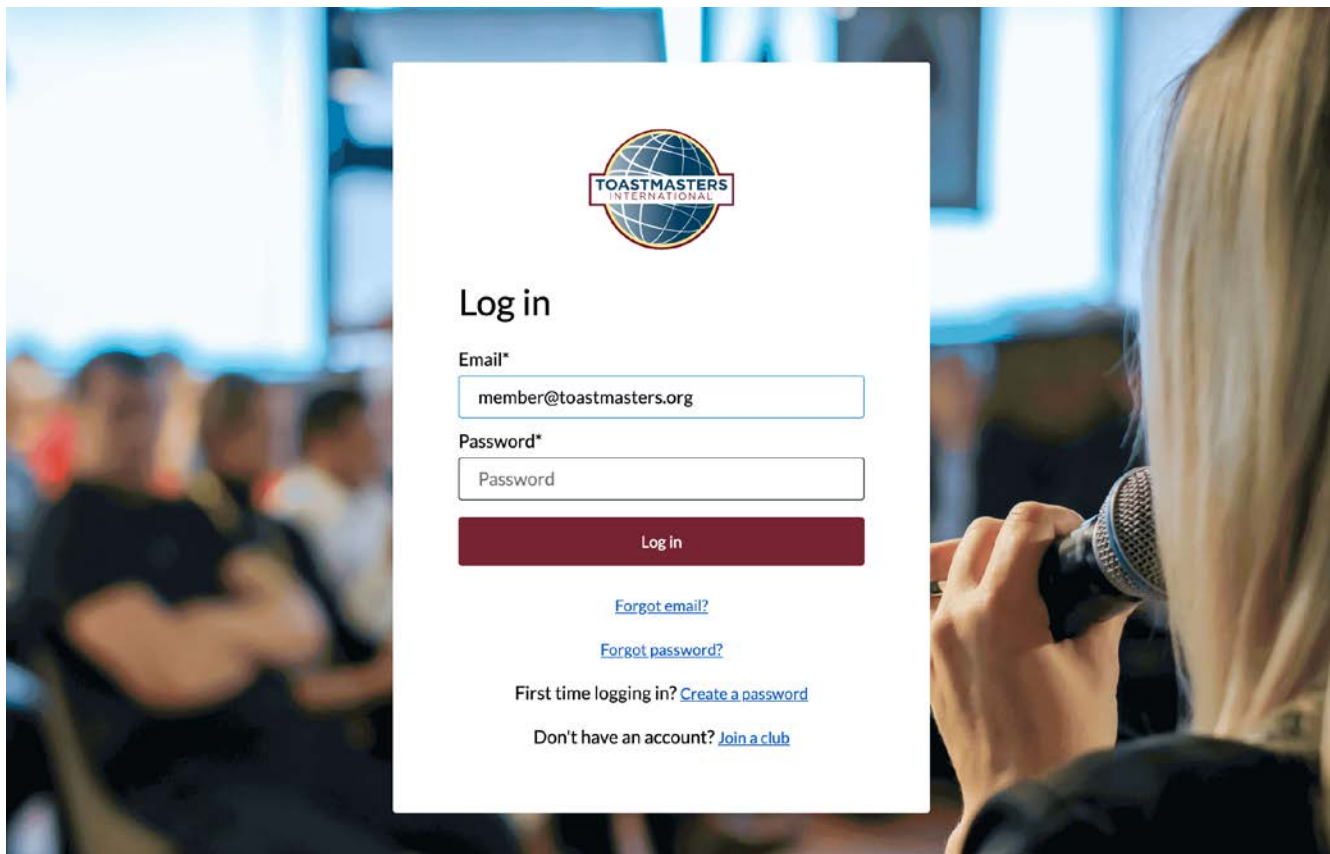 TOASTMASTERS
INTERNATIONAL
Log in
Email*
member@toastmasters.org
Password*
Password
Log in
Forgot email?
Forgot password?
First time logging in? Create a password
Don't have an account? Join a club